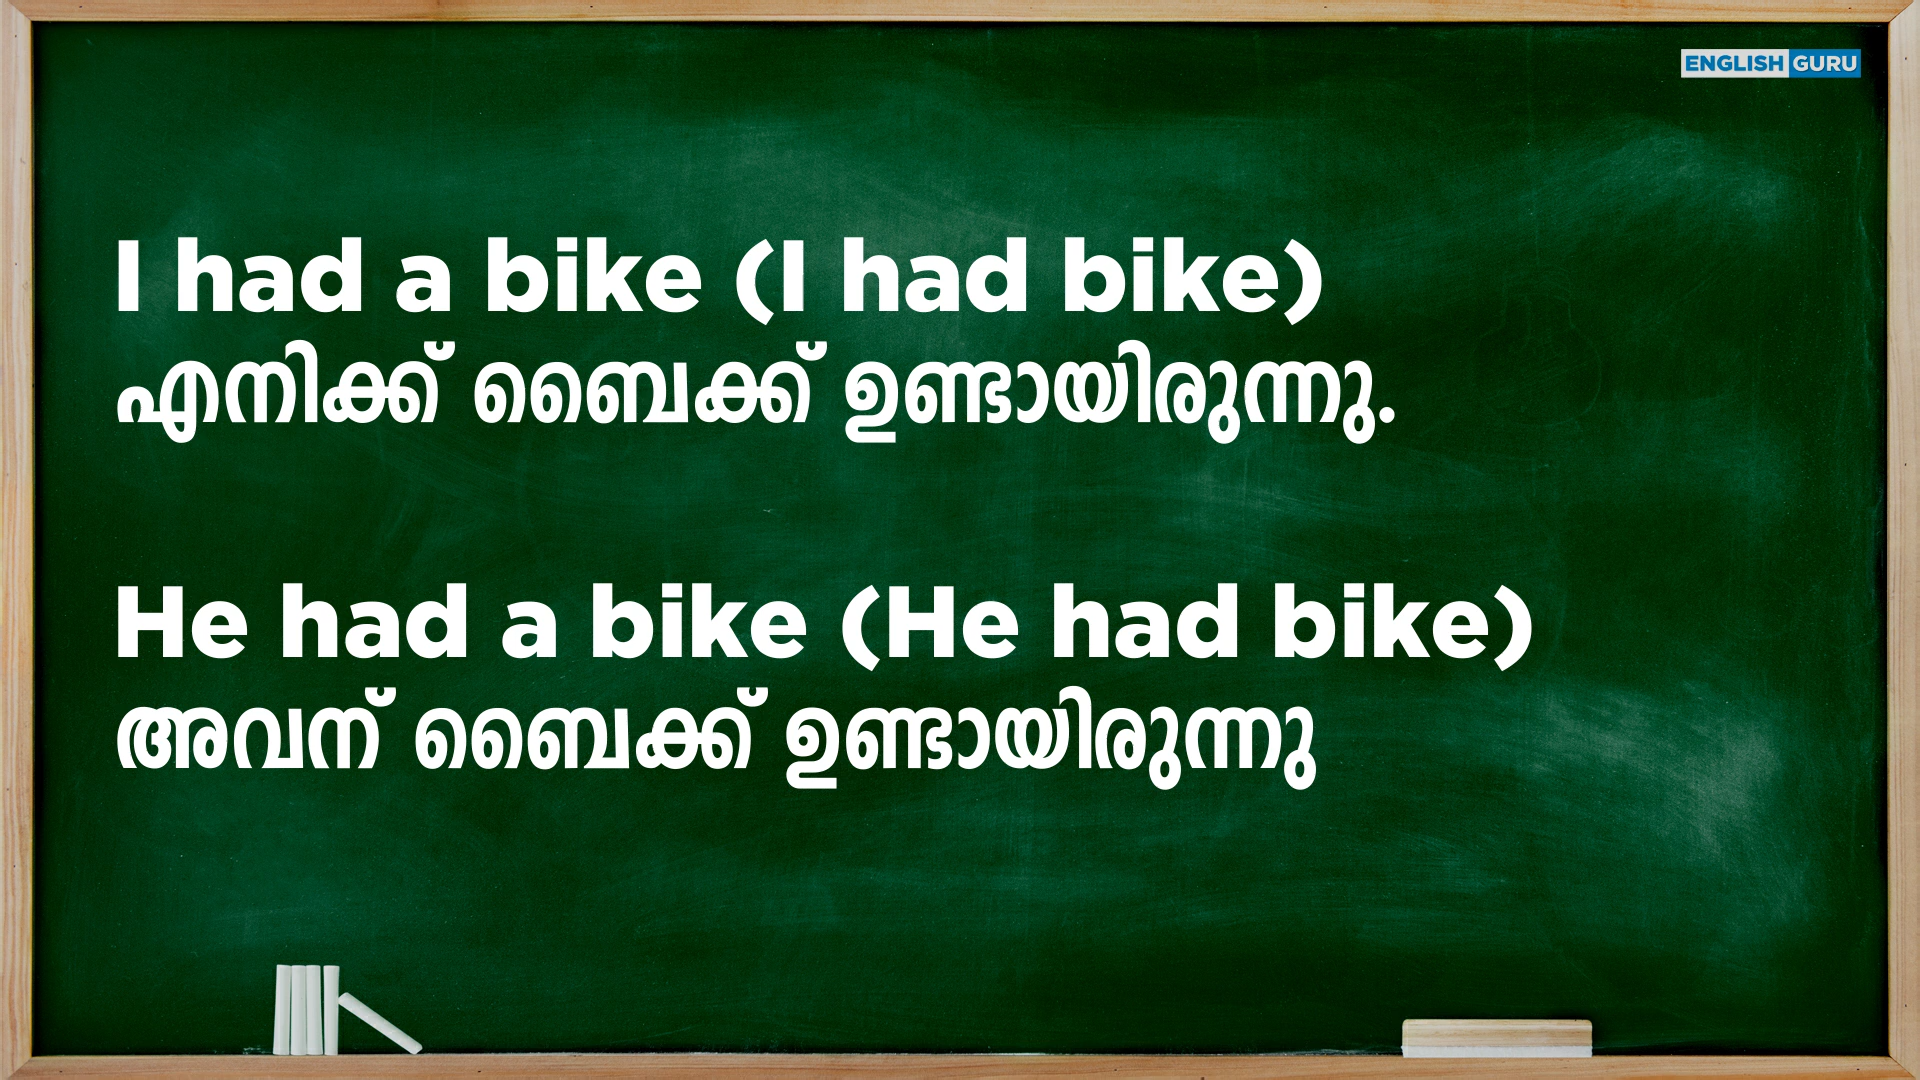 ENGLISH GURU
I had a bike (I had bike)
എനിക്ക് ബൈക്ക് ഉണ്ടായിരുന്നു.
He had a bike (He had bike)
അവന് ബൈക്ക് ഉണ്ടായിരുന്നു